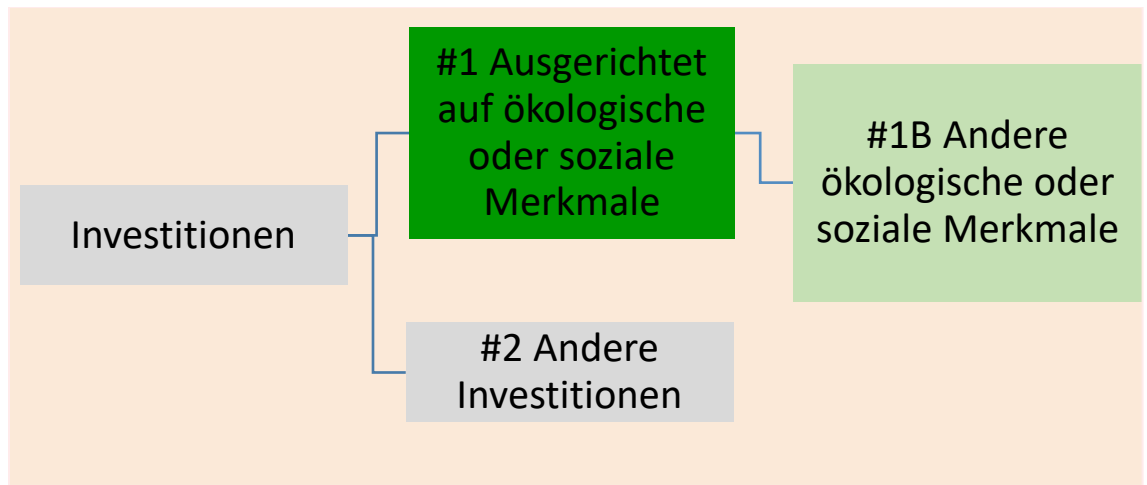 Investitionen
#1 Ausgerichtet
auf ökologische
oder soziale
Merkmale
#1B Andere
ökologische oder
soziale Merkmale
#2 Andere
Investitionen